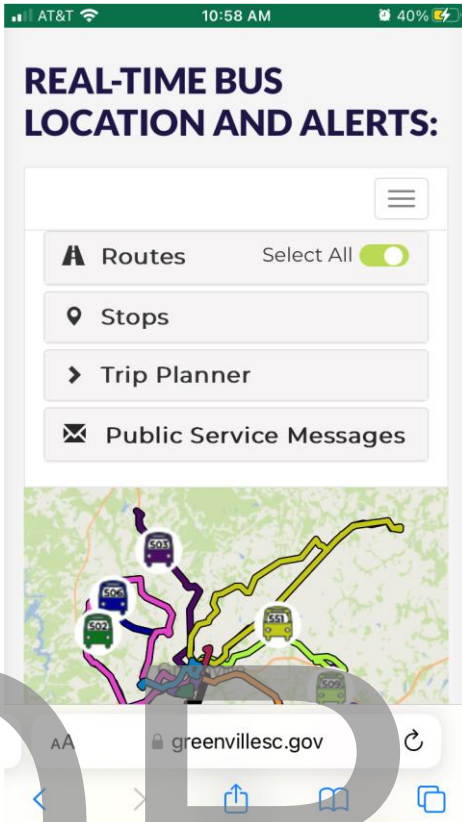 AT&T 10:58 AM 40%
REAL-TIME BUS
LOCATION AND ALERTS:
Routes Select All
Stops
Trip Planner
Public Service Messages
503
506
502
551
509
AA greenvillesc.gov